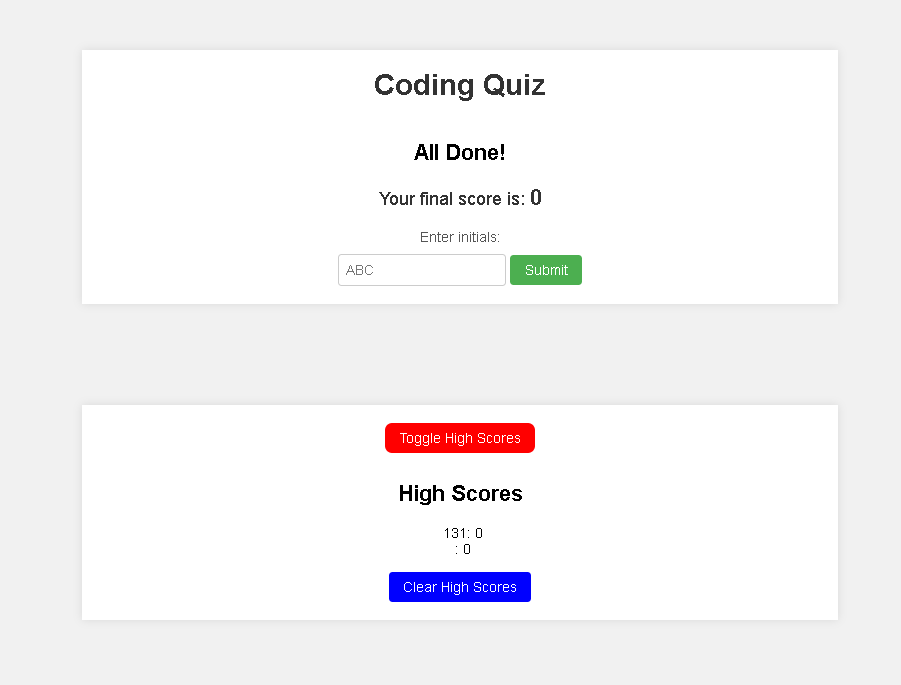 Coding Quiz
All Done!
Your final score is: 0
Enter initials:
ABC Submit
Toggle High Scores
High Scores
131: 0
: 0
Clear High Scores